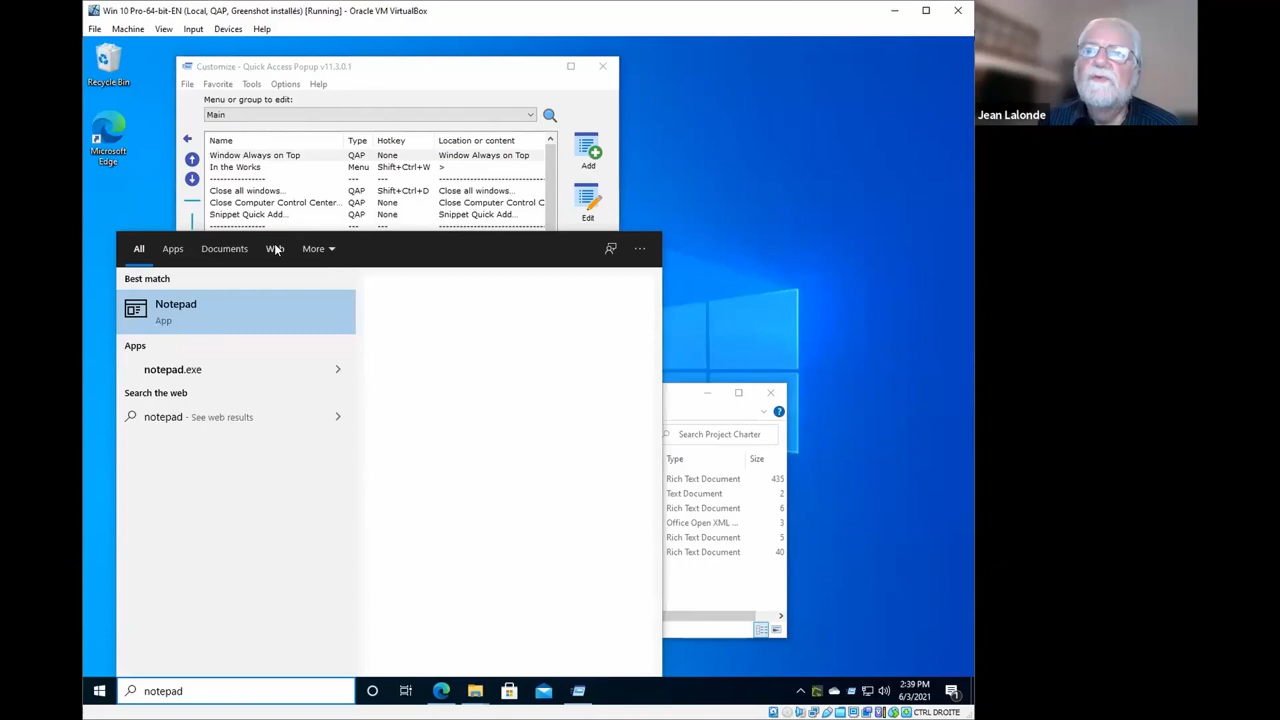 Win 10 Pro-64-bit-EN (Local, QAP, Greenshot installés) [Running] - Oracle VM VirtualBox
File Machine View Input Devices Help
Recycle Bin
Microsoft Edge
Customize - Quick Access Popup v11.3.0.1
File Favorite Tools Options Help
Menu or group to edit:
Main
Name Type Hotkey Location or content
Window Always on Top QAP None Window Always on Top
In the Works Menu Shift+Ctrl+W >
---------------- --- --- ---
Close all windows... QAP Shift+Ctrl+D Close all windows...
Close Computer Control Center... QAP None Close Computer Control C
Snippet Quick Add... QAP None Snippet Quick Add...
---------------- --- --- ---
Add
Edit
All Apps Documents Web More
Best match
Notepad
App
Apps
notepad.exe
Search the web
notepad - See web results
Search Project Charter
Type Size
Rich Text Document 435
Text Document 2
Rich Text Document 6
Office Open XML ... 3
Rich Text Document 5
Rich Text Document 40
notepad
2:39 PM
6/3/2021
CTRL DROITE
Jean Lalonde